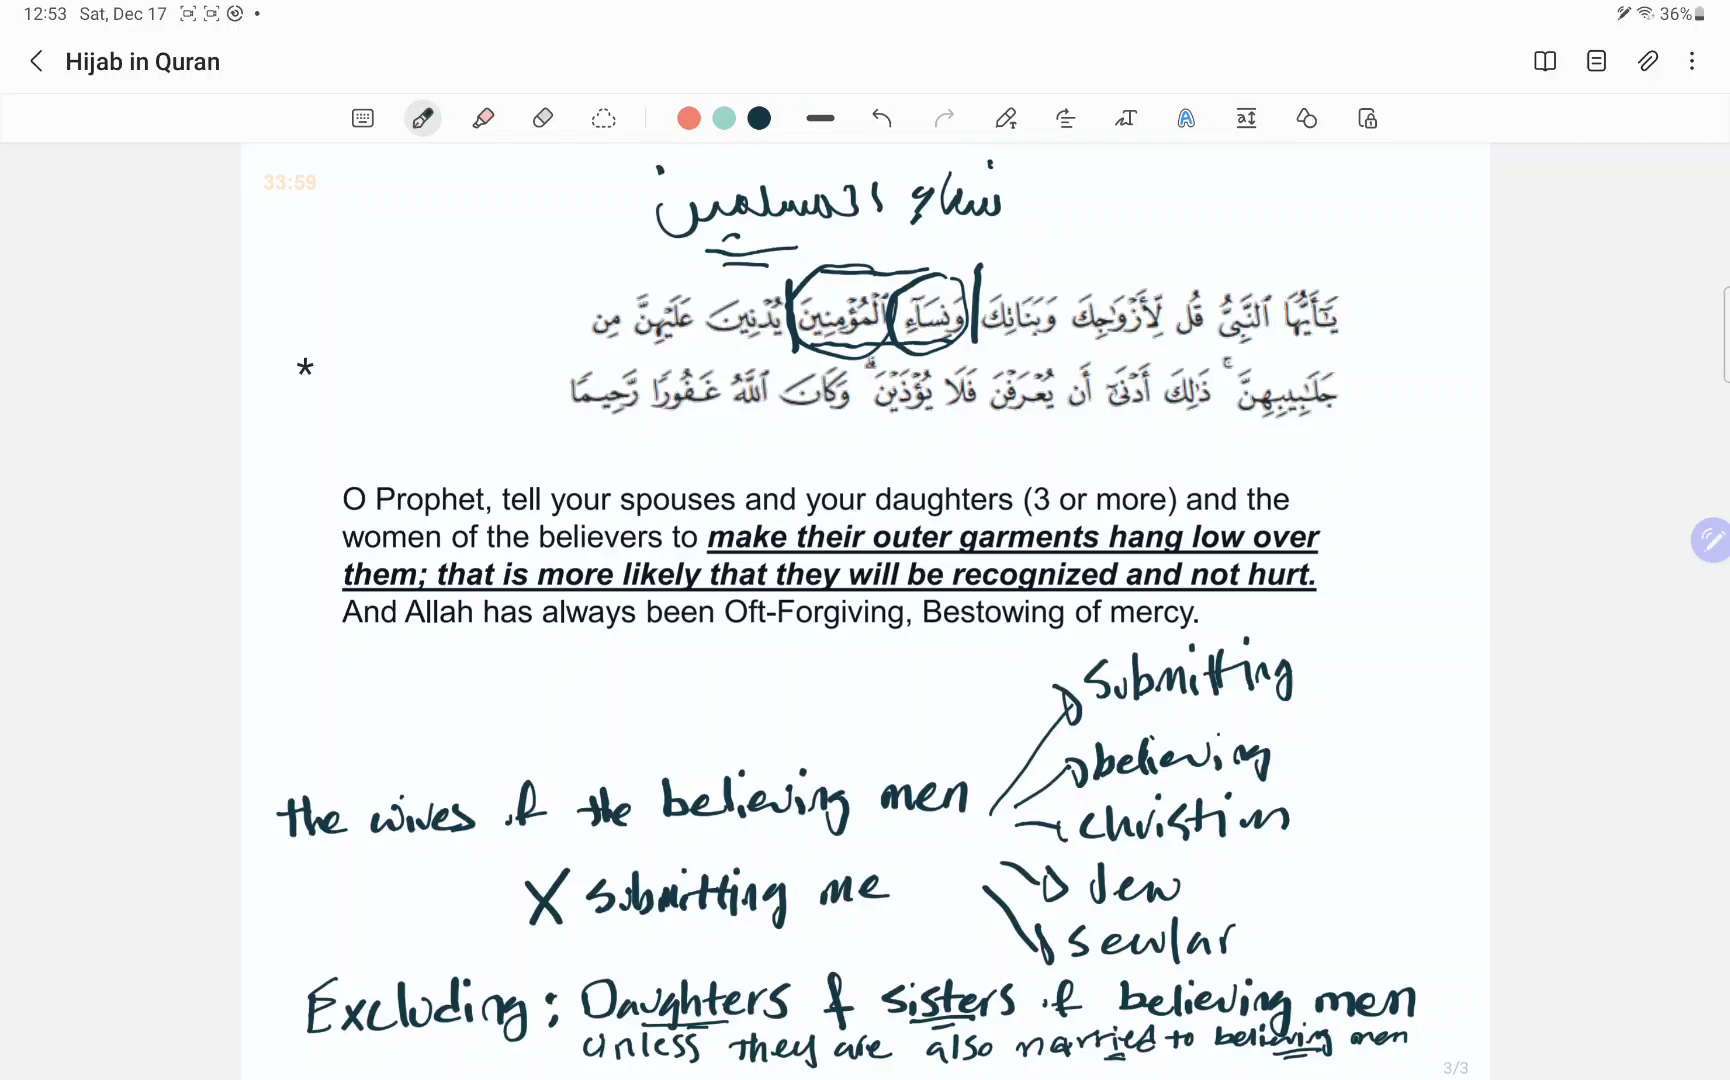 12:53 Sat, Dec 17
36%
Hijab in Quran
33:59
نساء المسلمين
يَٰٓأَيُّهَا ٱلنَّبِىُّ قُل لِّأَزْوَٰجِكَ وَبَنَاتِكَ وَنِسَآءِ ٱلْمُؤْمِنِينَ يُدْنِينَ عَلَيْهِنَّ مِن
*
جَلَٰبِيبِهِنَّ ۚ ذَٰلِكَ أَدْنَىٰٓ أَن يُعْرَفْنَ فَلَا يُؤْذَيْنَ ۗ وَكَانَ ٱللَّهُ غَفُورًا رَّحِيمًا
O Prophet, tell your spouses and your daughters (3 or more) and the
women of the believers to make their outer garments hang low over
them; that is more likely that they will be recognized and not hurt.
And Allah has always been Oft-Forgiving, Bestowing of mercy.
submitting
believing
the wives of the believing men
christian
X submitting me
Jew
secular
Excluding: Daughters & sisters of believing men
unless they are also married to believing men
3/3